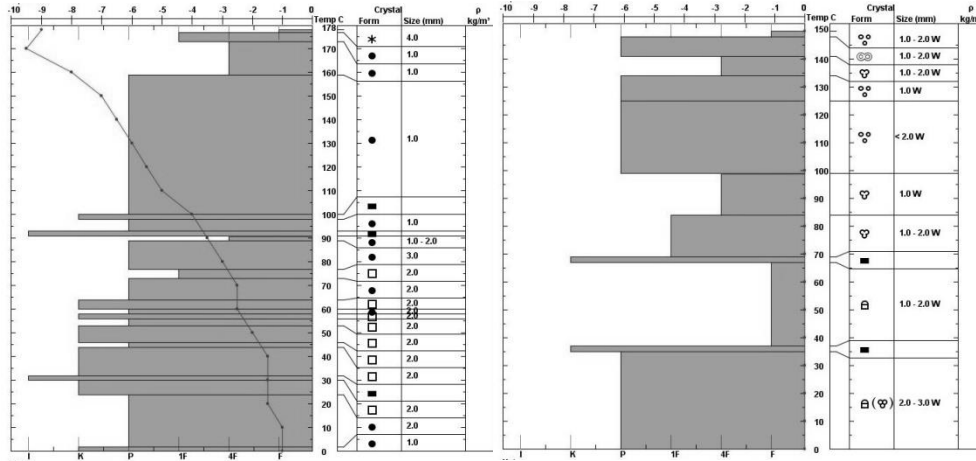 -10 -9 -8 -7 -6 -5 -4 -3 -2 -1 0
Temp C
Crystal
Form Size (mm)
ρ
kg/m³
178
170
160
150
140
130
120
110
100
90
80
70
60
50
40
30
20
10
0
4.0
1.0
1.0
1.0
1.0
1.0 - 2.0
3.0
2.0
2.0
2.0
2.0
2.0
2.0
2.0
2.0
2.0
2.0
2.0
1.0
I K P 1F 4F F
-10 -9 -8 -7 -6 -5 -4 -3 -2 -1 0
Temp C
Crystal
Form Size (mm)
ρ
kg/m
150
140
130
120
110
100
90
80
70
60
50
40
30
20
10
0
1.0 - 2.0 W
1.0 - 2.0 W
1.0 - 2.0 W
1.0 W
< 2.0 W
1.0 W
1.0 - 2.0 W
1.0 - 2.0 W
( )
2.0 - 3.0 W
I K P 1F 4F F